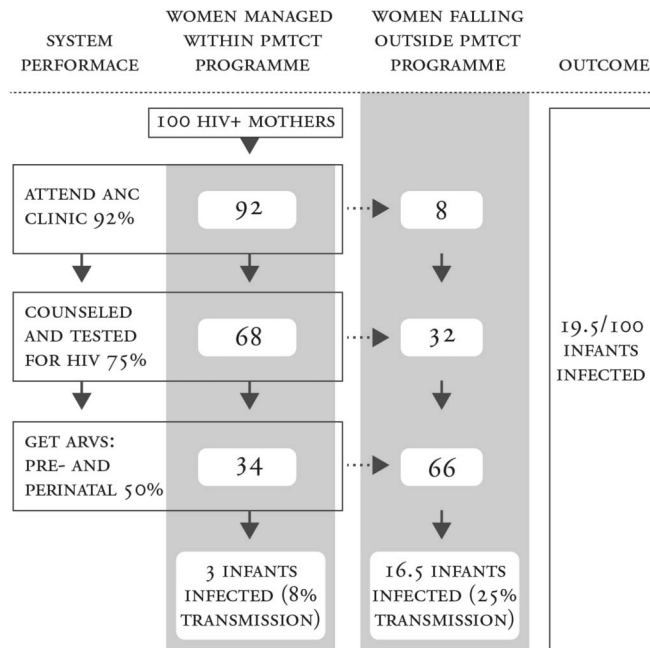 SYSTEM
PERFORMACE
WOMEN MANAGED
WITHIN PMTCT
PROGRAMME
WOMEN FALLING
OUTSIDE PMTCT
PROGRAMME
OUTCOME
100 HIV+ MOTHERS
ATTEND ANC
CLINIC 92%
92
8
COUNSELED
AND TESTED
FOR HIV 75%
68
32
GET ARVS:
PRE- AND
PERINATAL 50%
34
66
3 INFANTS
INFECTED (8%
TRANSMISSION)
16.5 INFANTS
INFECTED (25%
TRANSMISSION)
19.5/100
INFANTS
INFECTED